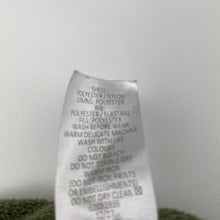 SHELL:
POLYESTER / NYLON
LINING: POLYESTER
RIB:
POLYESTER / ELASTANE
FILL: POLYESTER
WASH BEFORE WEAR
WARM DELICATE MACHINE
WASH WITH LIKE
COLOURS
DO NOT BLEACH
DO NOT TUMBLE DRY
WARM IRON
DO NOT IRON PRINTS
OR EMBELLISHMENTS
DO NOT DRY CLEAN